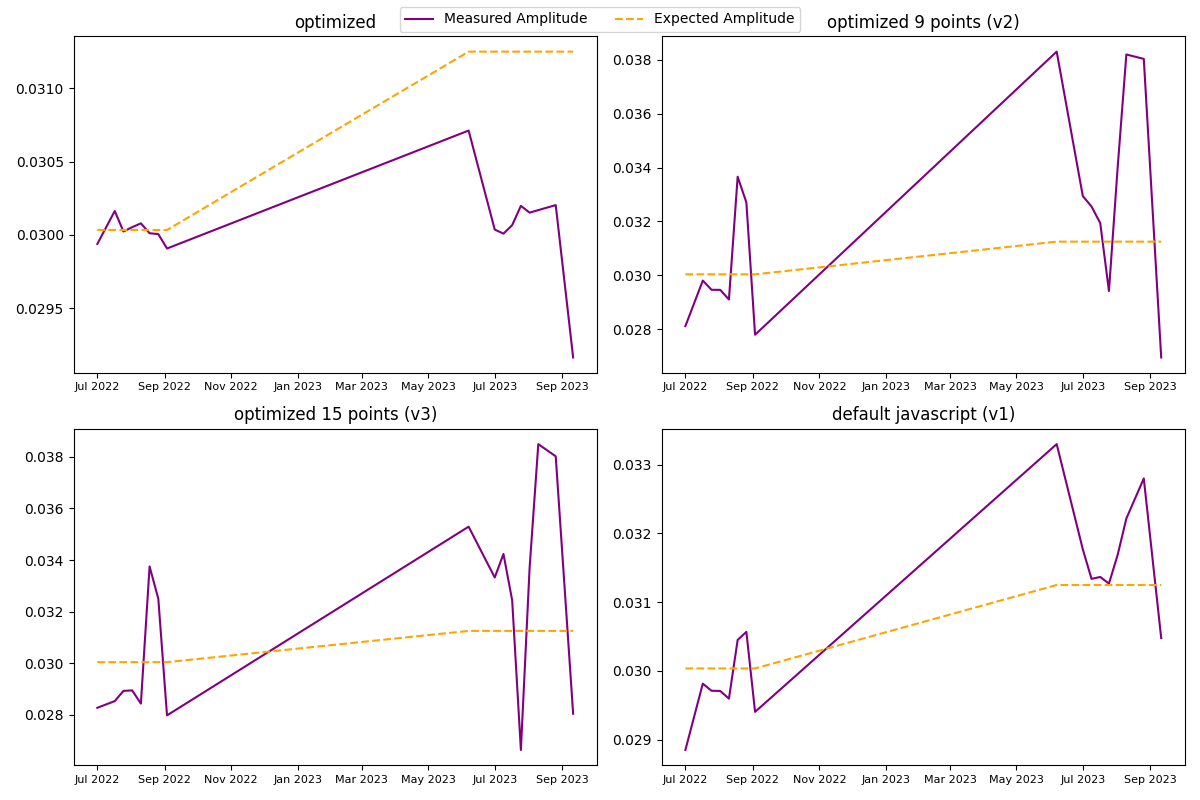 optimized
Measured Amplitude
Expected Amplitude
optimized 9 points (v2)
0.0310
0.0305
0.0300
0.0295
Jul 2022 Sep 2022 Nov 2022 Jan 2023 Mar 2023 May 2023 Jul 2023 Sep 2023
0.038
0.036
0.034
0.032
0.030
0.028
Jul 2022 Sep 2022 Nov 2022 Jan 2023 Mar 2023 May 2023 Jul 2023 Sep 2023
optimized 15 points (v3)
0.038
0.036
0.034
0.032
0.030
0.028
Jul 2022 Sep 2022 Nov 2022 Jan 2023 Mar 2023 May 2023 Jul 2023 Sep 2023
default javascript (v1)
0.033
0.032
0.031
0.030
0.029
Jul 2022 Sep 2022 Nov 2022 Jan 2023 Mar 2023 May 2023 Jul 2023 Sep 2023